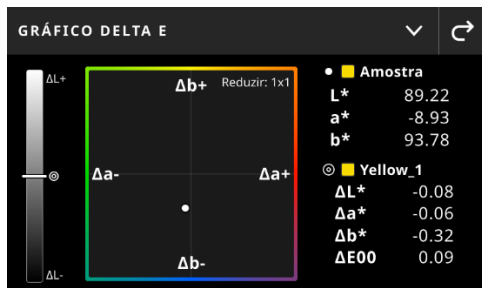 GRÁFICO DELTA E
ΔL+
ΔL-
Δb+
Reduzir: 1x1
Δa-
Δa+
Δb-
Amostra
L* 89.22
a* -8.93
b* 93.78
Yellow_1
ΔL* -0.08
Δa* -0.06
Δb* -0.32
ΔE00 0.09